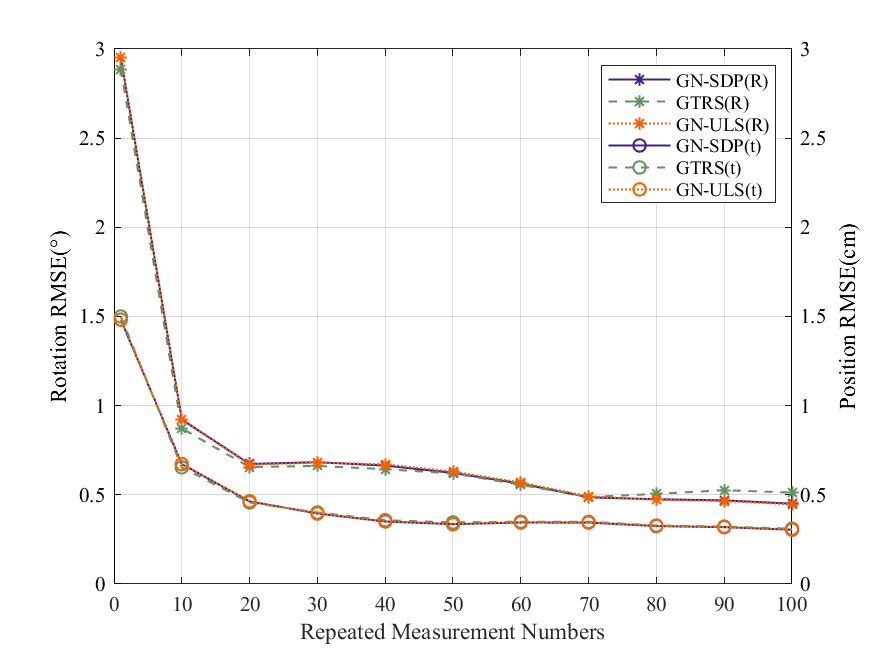 3
2.5
2
1.5
1
0.5
0
Rotation RMSE(°)
3
2.5
2
1.5
1
0.5
0
Position RMSE(cm)
GN-SDP(R)
GTRS(R)
GN-ULS(R)
GN-SDP(t)
GTRS(t)
GN-ULS(t)
0 10 20 30 40 50 60 70 80 90 100
Repeated Measurement Numbers